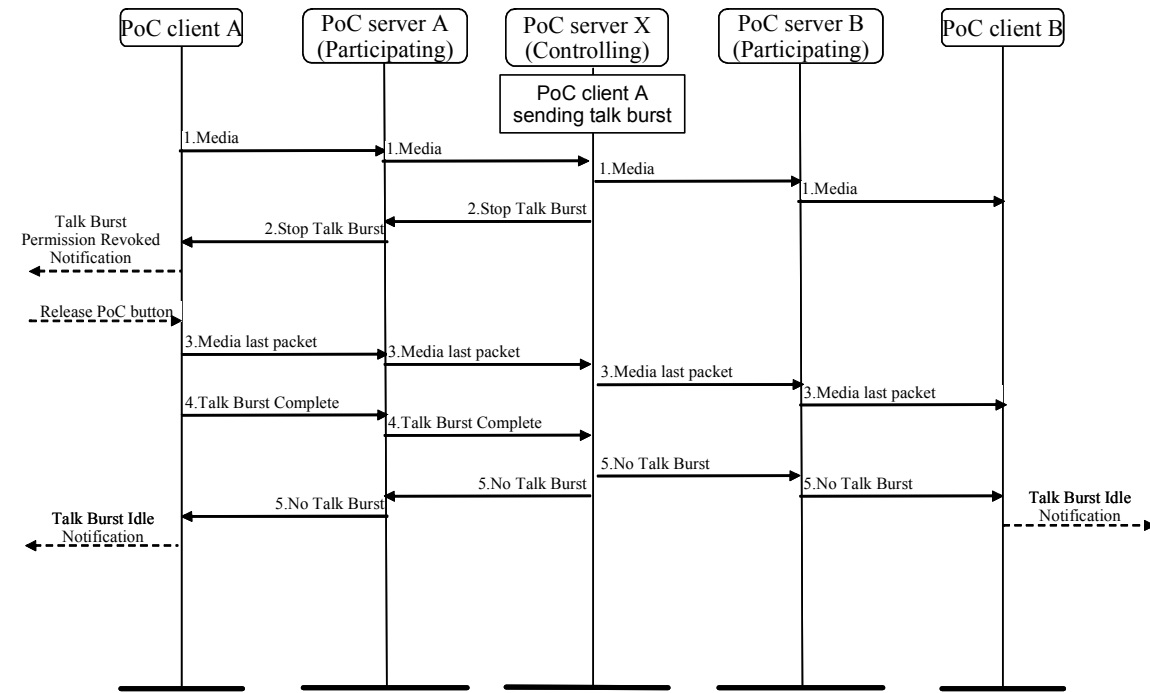 PoC client A
PoC server A
(Participating)
PoC server X
(Controlling)
PoC server B
(Participating)
PoC client B
PoC client A
sending talk burst
1.Media
1.Media
1.Media
1.Media
2.Stop Talk Burst
2.Stop Talk Burst
Talk Burst
Permission Revoked
Notification
Release PoC button
3.Media last packet
3.Media last packet
3.Media last packet
3.Media last packet
4.Talk Burst Complete
4.Talk Burst Complete
5.No Talk Burst
5.No Talk Burst
5.No Talk Burst
5.No Talk Burst
Talk Burst Idle
Notification
Talk Burst Idle
Notification